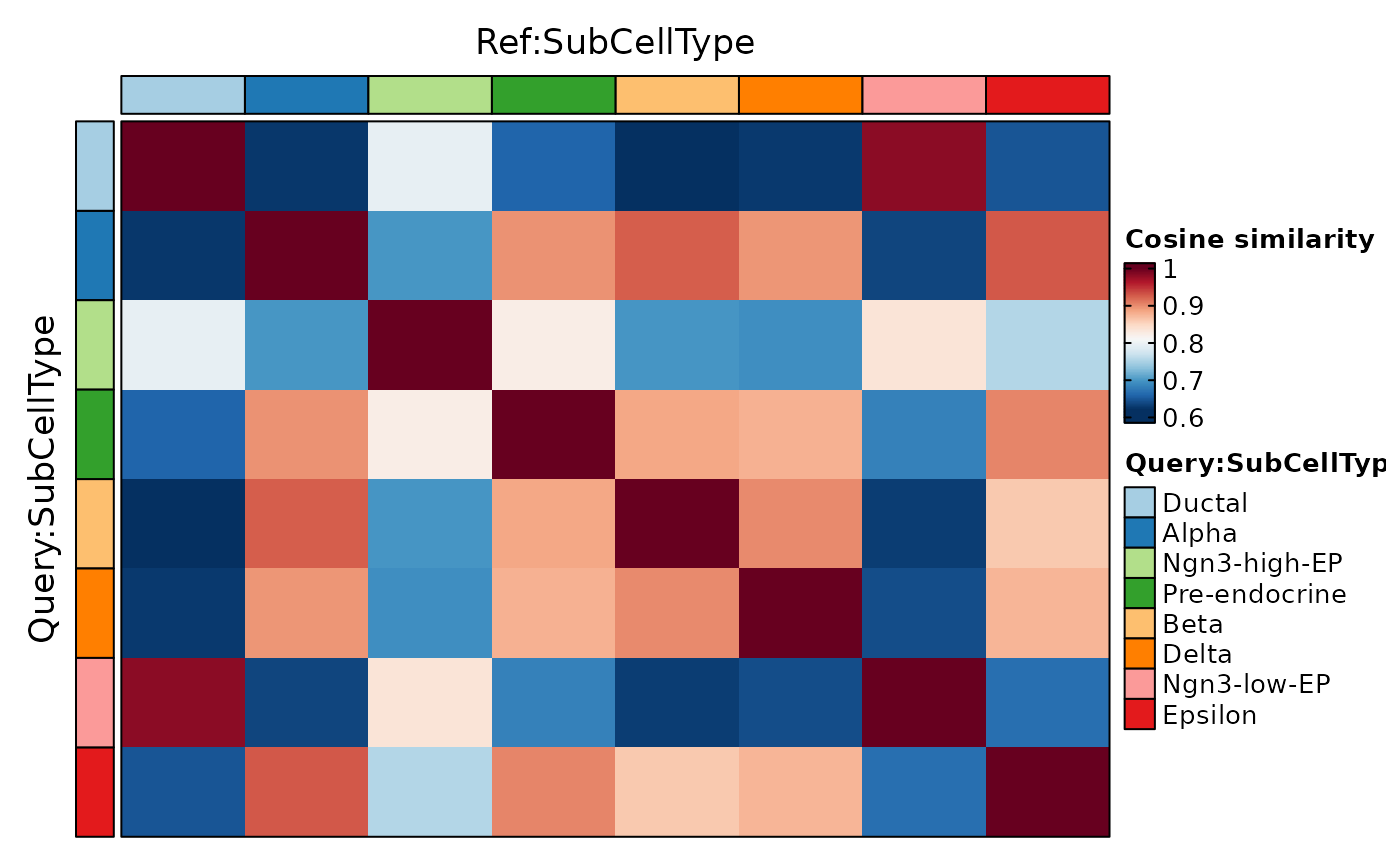 Ref:SubCellType
Query:SubCellType
Cosine similarity
1
0.9
0.8
0.7
0.6
Query:SubCellTyp
Ductal
Alpha
Ngn3-high-EP
Pre-endocrine
Beta
Delta
Ngn3-low-EP
Epsilon